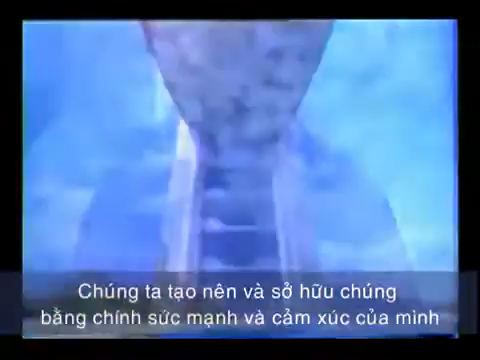 Chúng ta tạo nên và sở hữu chúng
bằng chính sức mạnh và cảm xúc của mình